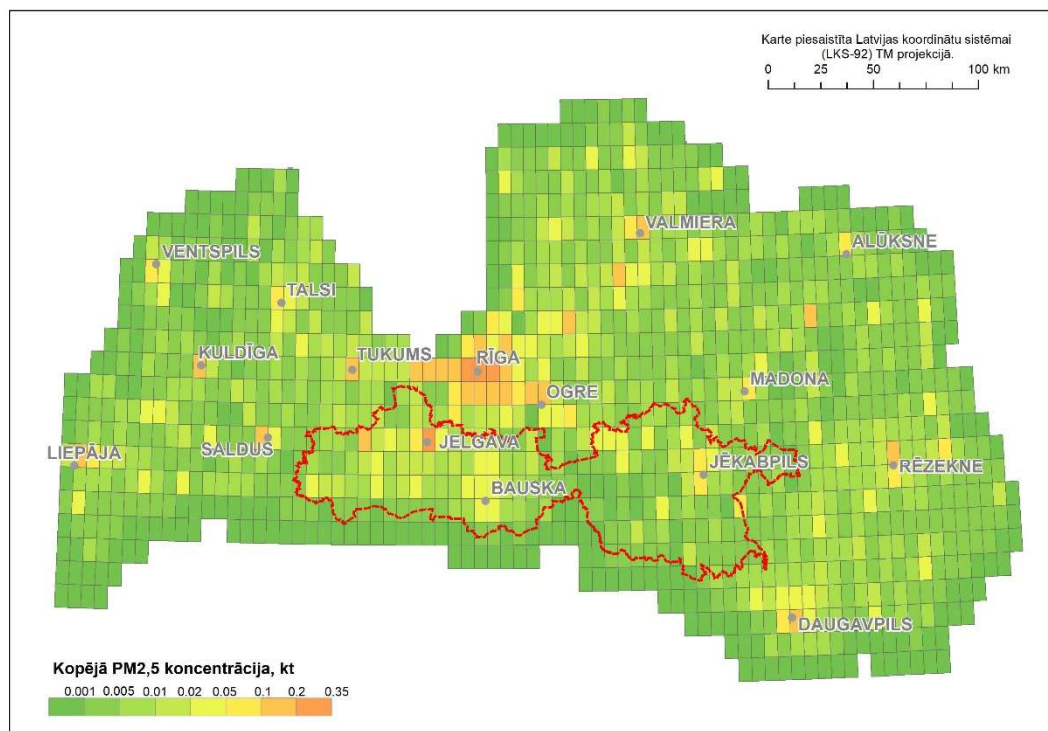 Karte piesaistīta Latvijas koordinātu sistēmai
(LKS-92) TM projekcijā.
0 25 50 100 km
VALMIERA
ALŪKSNE
VENTSPILS
TALSI
KULDĪGA
TUKUMS
RĪGA
MADONA
OGRE
LIEPĀJA
SALDUS
JELGAVA
JĒKABPILS
RĒZEKNE
BAUSKA
DAUGAVPILS
Kopējā PM2,5 koncentrācija, kt
0.001 0.005 0.01 0.02 0.05 0.1 0.2 0.35